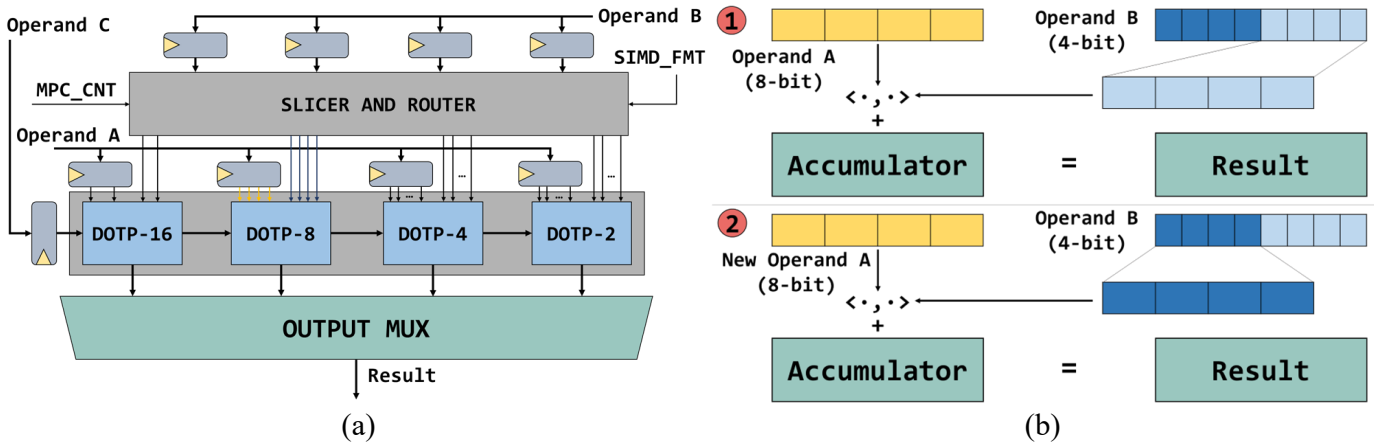 Operand C
Operand B
SIMD_FMT
MPC_CNT
SLICER AND ROUTER
Operand A
...
...
...
...
DOTP-16
DOTP-8
DOTP-4
DOTP-2
OUTPUT MUX
Result
(a)
1
Operand A
(8-bit)
Operand B
(4-bit)
<·,·>
+
Accumulator
=
Result
2
New Operand A
(8-bit)
Operand B
(4-bit)
<·,·>
+
Accumulator
=
Result
(b)